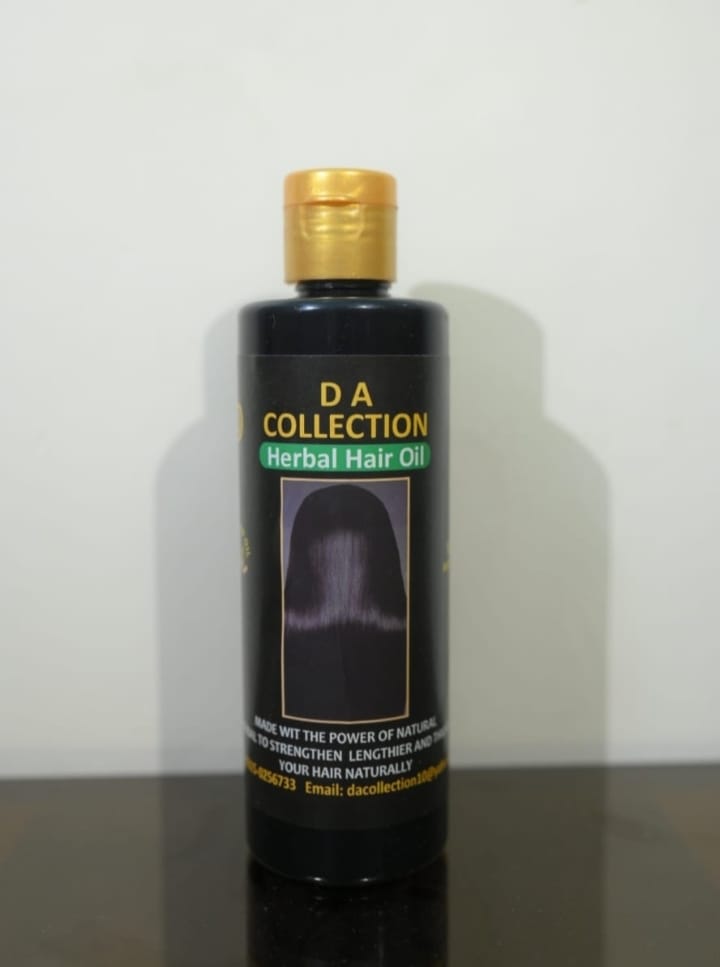 D A
COLLECTION
Herbal Hair Oil
MADE WIT THE POWER OF NATURAL
TO STRENGTHEN LENGTHIER AND
YOUR HAIR NATURALLY
0256733 Email: dacollection10@